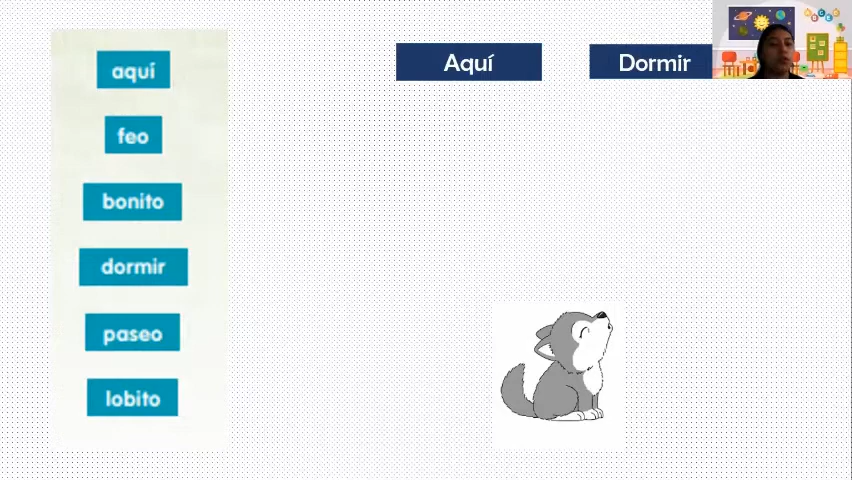 aquí
feo
bonito
dormir
paseo
lobito
Aquí
Dormir